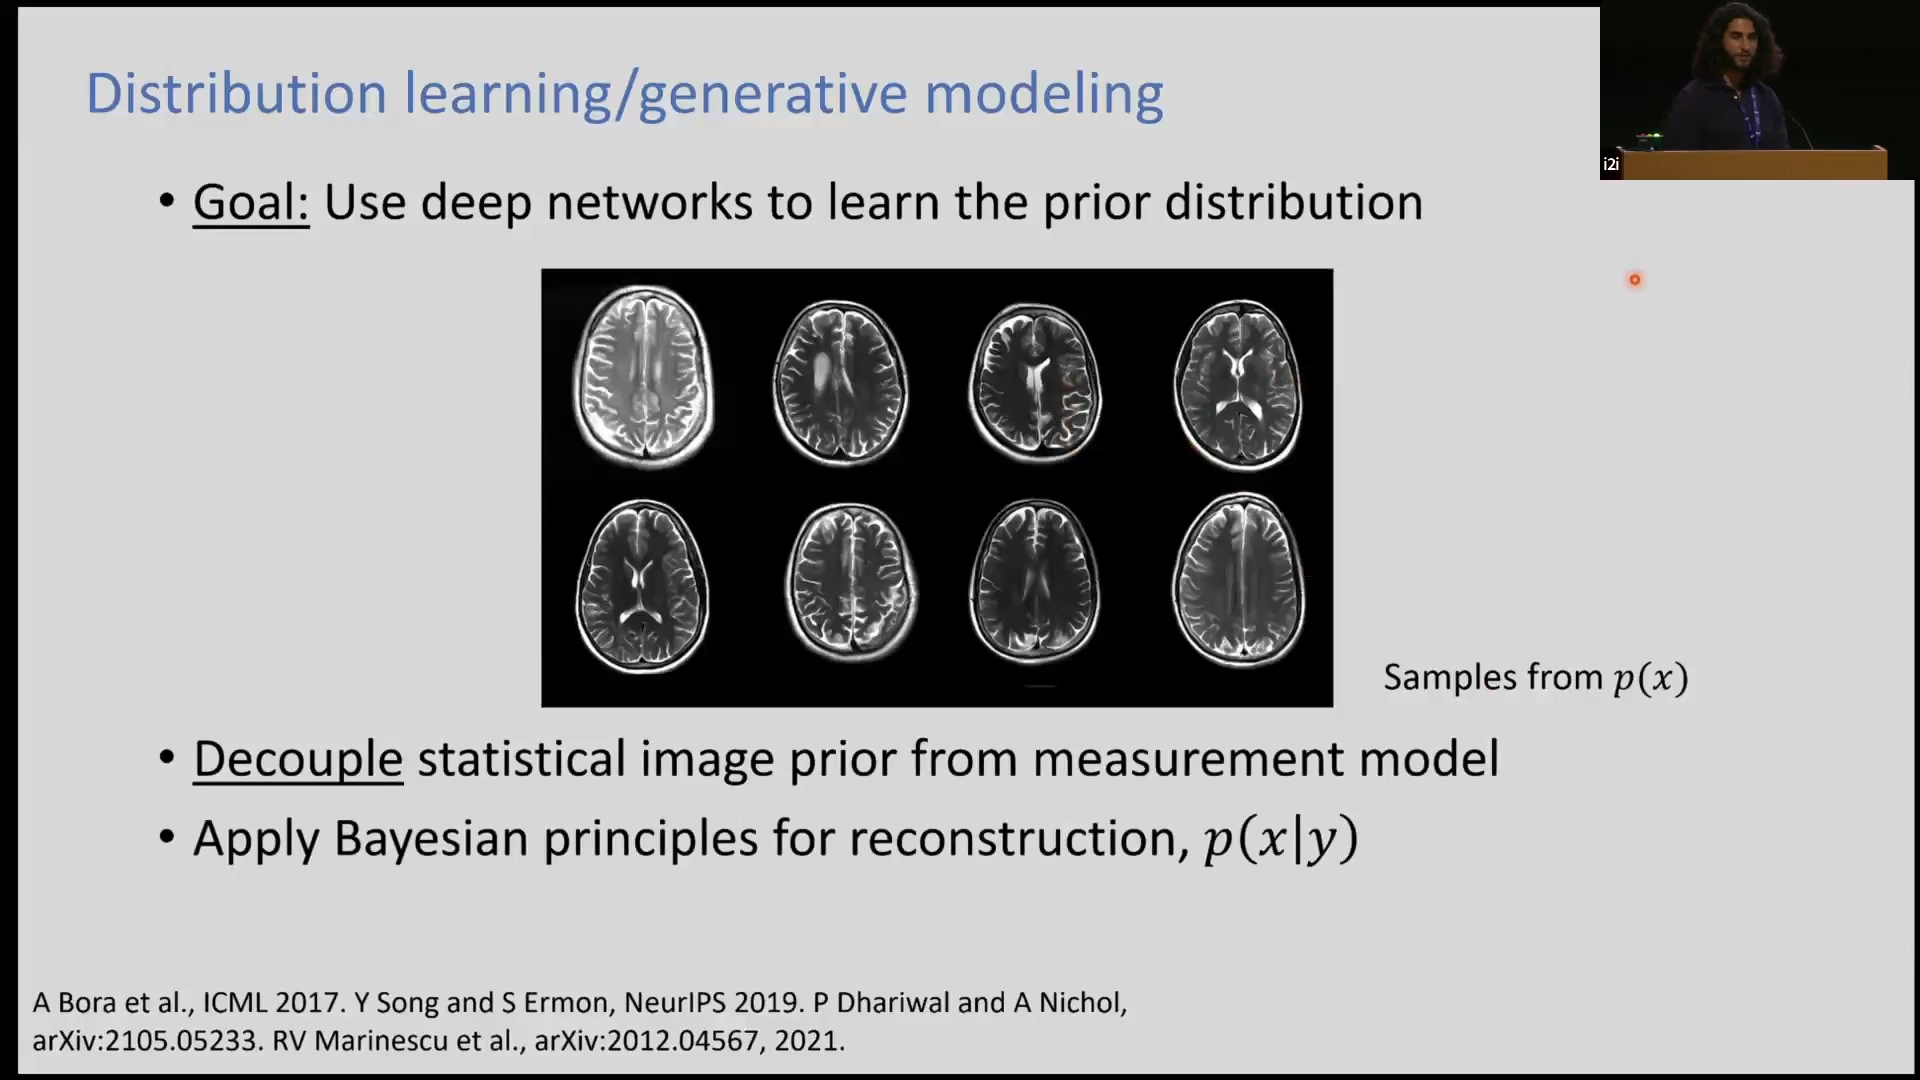 Distribution learning/generative modeling
i2i
• Goal: Use deep networks to learn the prior distribution
Samples from p(x)
• Decouple statistical image prior from measurement model
• Apply Bayesian principles for reconstruction, p(x|y)
A Bora et al., ICML 2017. Y Song and S Ermon, NeurIPS 2019. P Dhariwal and A Nichol,
arXiv:2105.05233. RV Marinescu et al., arXiv:2012.04567, 2021.